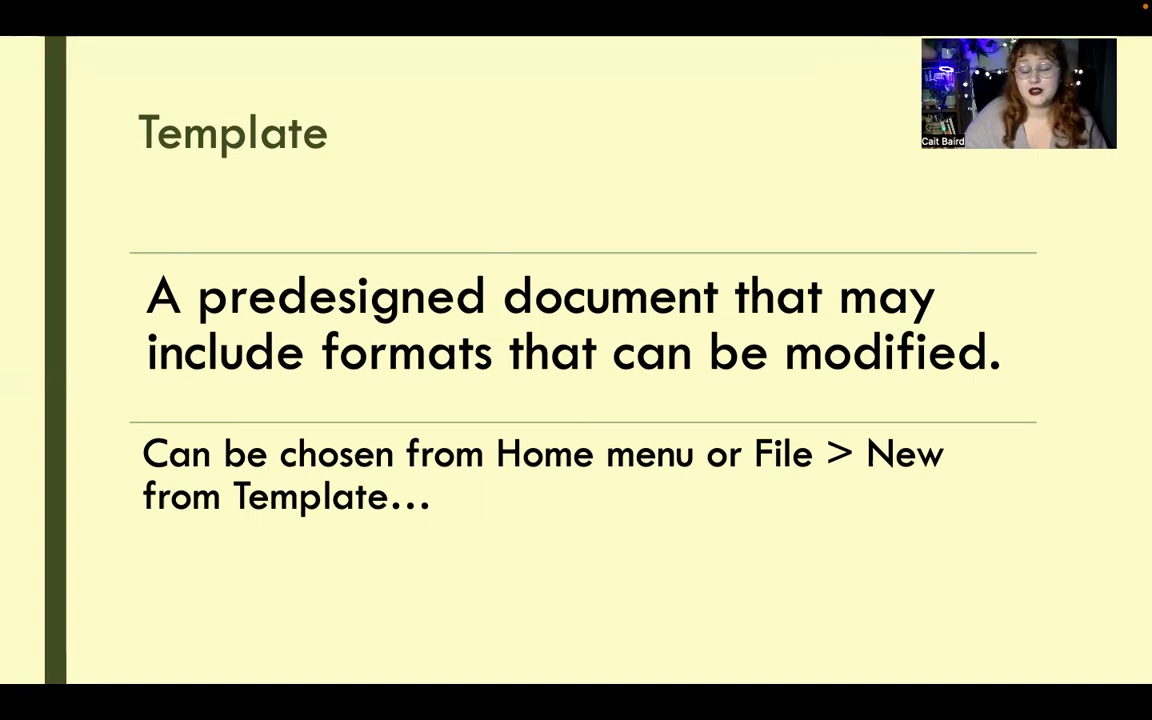 Template
Cait Baird
A predesigned document that may
include formats that can be modified.
Can be chosen from Home menu or File > New
from Template...